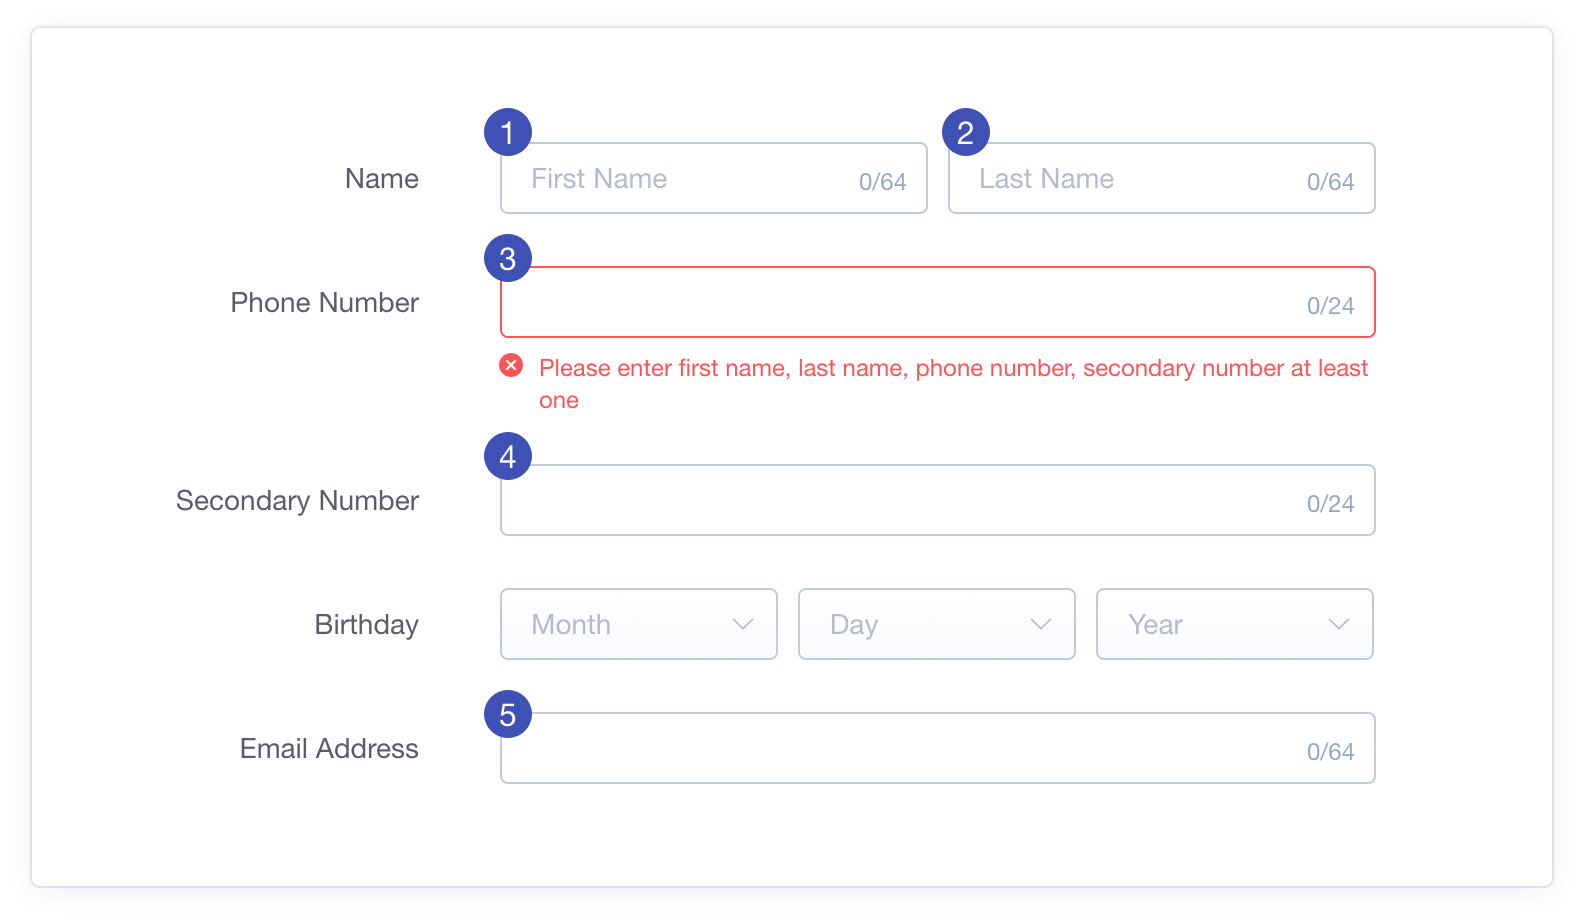 1 2
Name First Name 0/64 Last Name 0/64
3
Phone Number 0/24
Please enter first name, last name, phone number, secondary number at least
one
4
Secondary Number 0/24
Birthday Month Day Year
5
Email Address 0/64